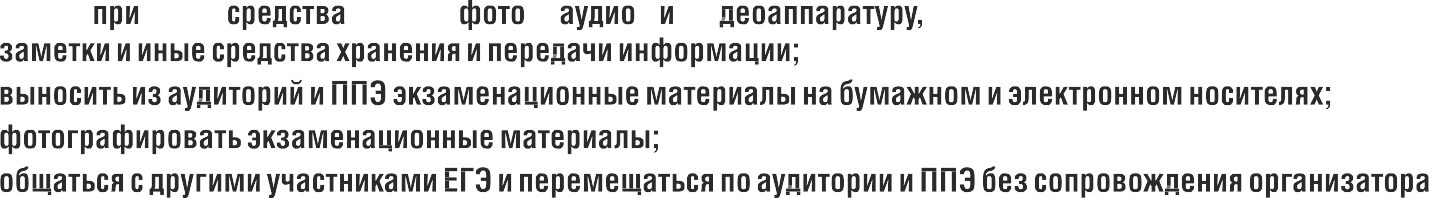 при средства фото аудио и деоаппаратуру,
заметки и иные средства хранения и передачи информации;
выносить из аудиторий и ППЭ экзаменационные материалы на бумажном и электронном носителях;
фотографировать экзаменационные материалы;
общаться с другими участниками ЕГЭ и перемещаться по аудитории и ППЭ без сопровождения организатора